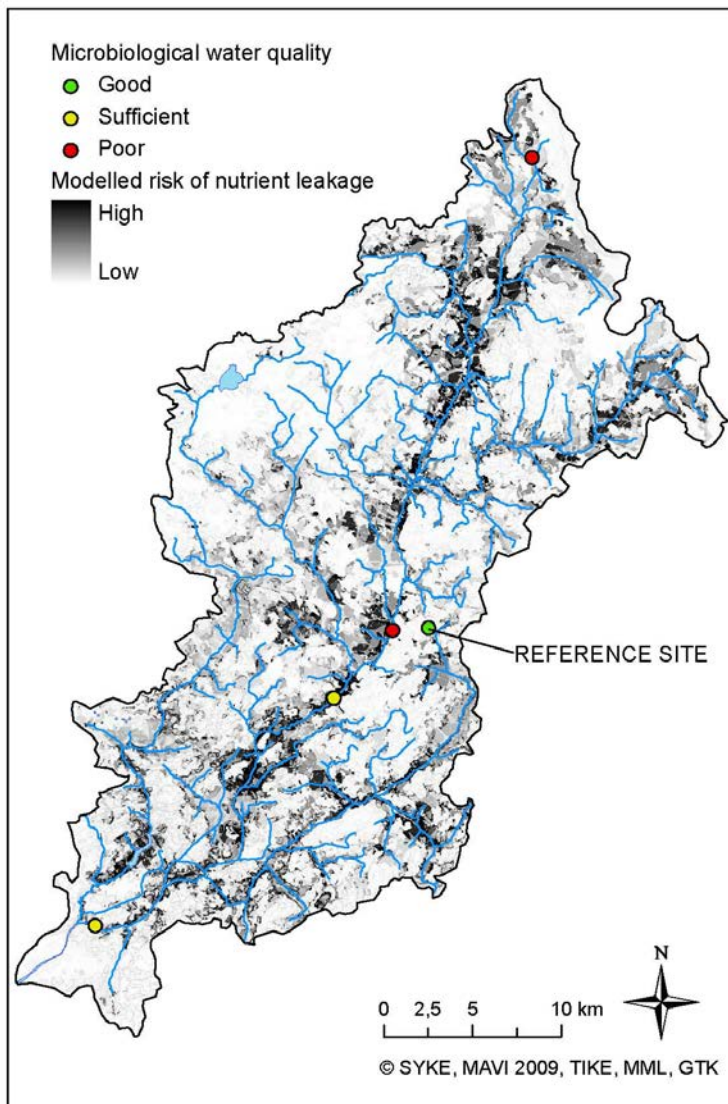 Microbiological water quality
Good
Sufficient
Poor
Modelled risk of nutrient leakage
High
Low
REFERENCE SITE
N
0 2,5 5 10 km
© SYKE, MAVI 2009, TIKE, MML, GTK